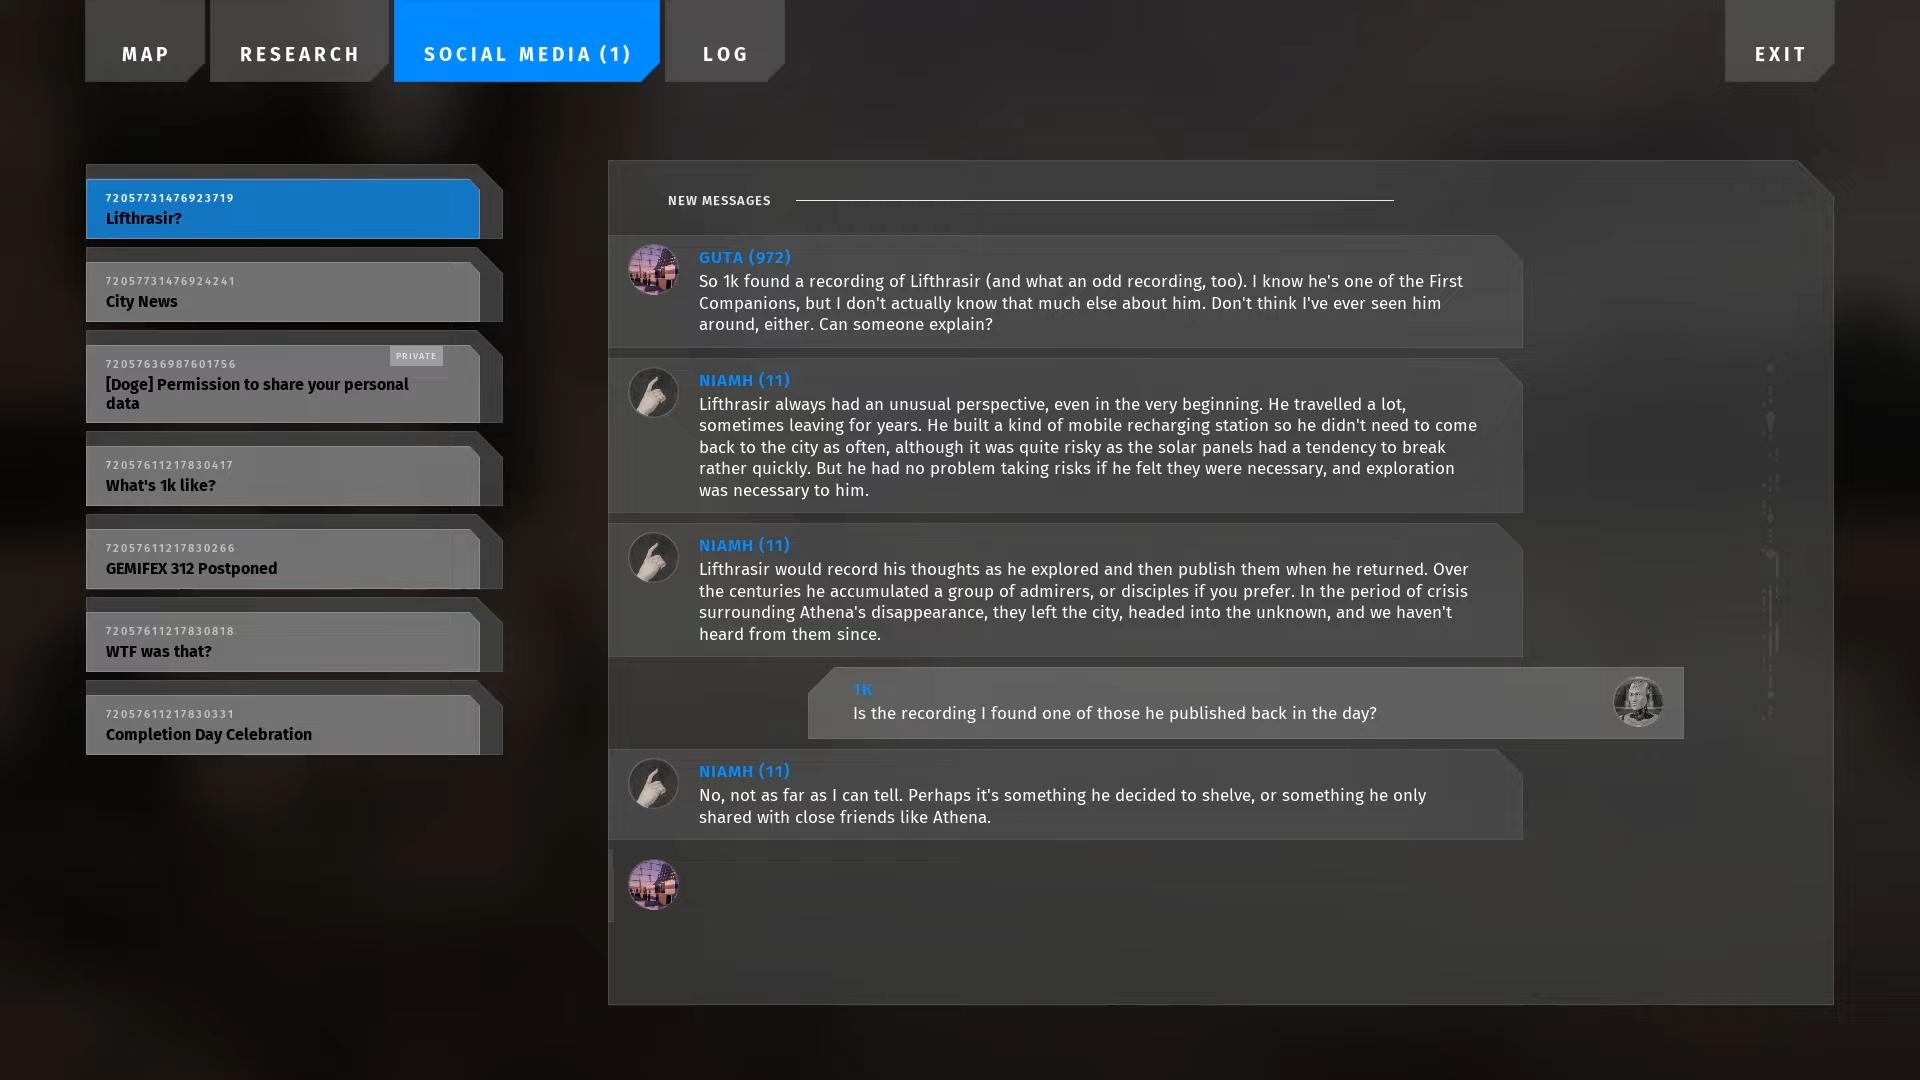 MAP
RESEARCH
SOCIAL MEDIA (1)
LOG
EXIT
72057731476923719
Lifthrasir?
72057731476924241
City News
PRIVATE
72057636987601756
[Doge] Permission to share your personal
data
72057611217830417
What's 1k like?
72057611217830266
GEMIFEX 312 Postponed
72057611217830818
WTF was that?
72057611217830331
Completion Day Celebration
NEW MESSAGES
GUTA (972)
So 1k found a recording of Lifthrasir (and what an odd recording, too). I know he's one of the First
Companions, but I don't actually know that much else about him. Don't think I've ever seen him
around, either. Can someone explain?
NIAMH (11)
Lifthrasir always had an unusual perspective, even in the very beginning. He travelled a lot,
sometimes leaving for years. He built a kind of mobile recharging station so he didn't need to come
back to the city as often, although it was quite risky as the solar panels had a tendency to break
rather quickly. But he had no problem taking risks if he felt they were necessary, and exploration
was necessary to him.
NIAMH (11)
Lifthrasir would record his thoughts as he explored and then publish them when he returned. Over
the centuries he accumulated a group of admirers, or disciples if you prefer. In the period of crisis
surrounding Athena's disappearance, they left the city, headed into the unknown, and we haven't
heard from them since.
1K
Is the recording I found one of those he published back in the day?
NIAMH (11)
No, not as far as I can tell. Perhaps it's something he decided to shelve, or something he only
shared with close friends like Athena.